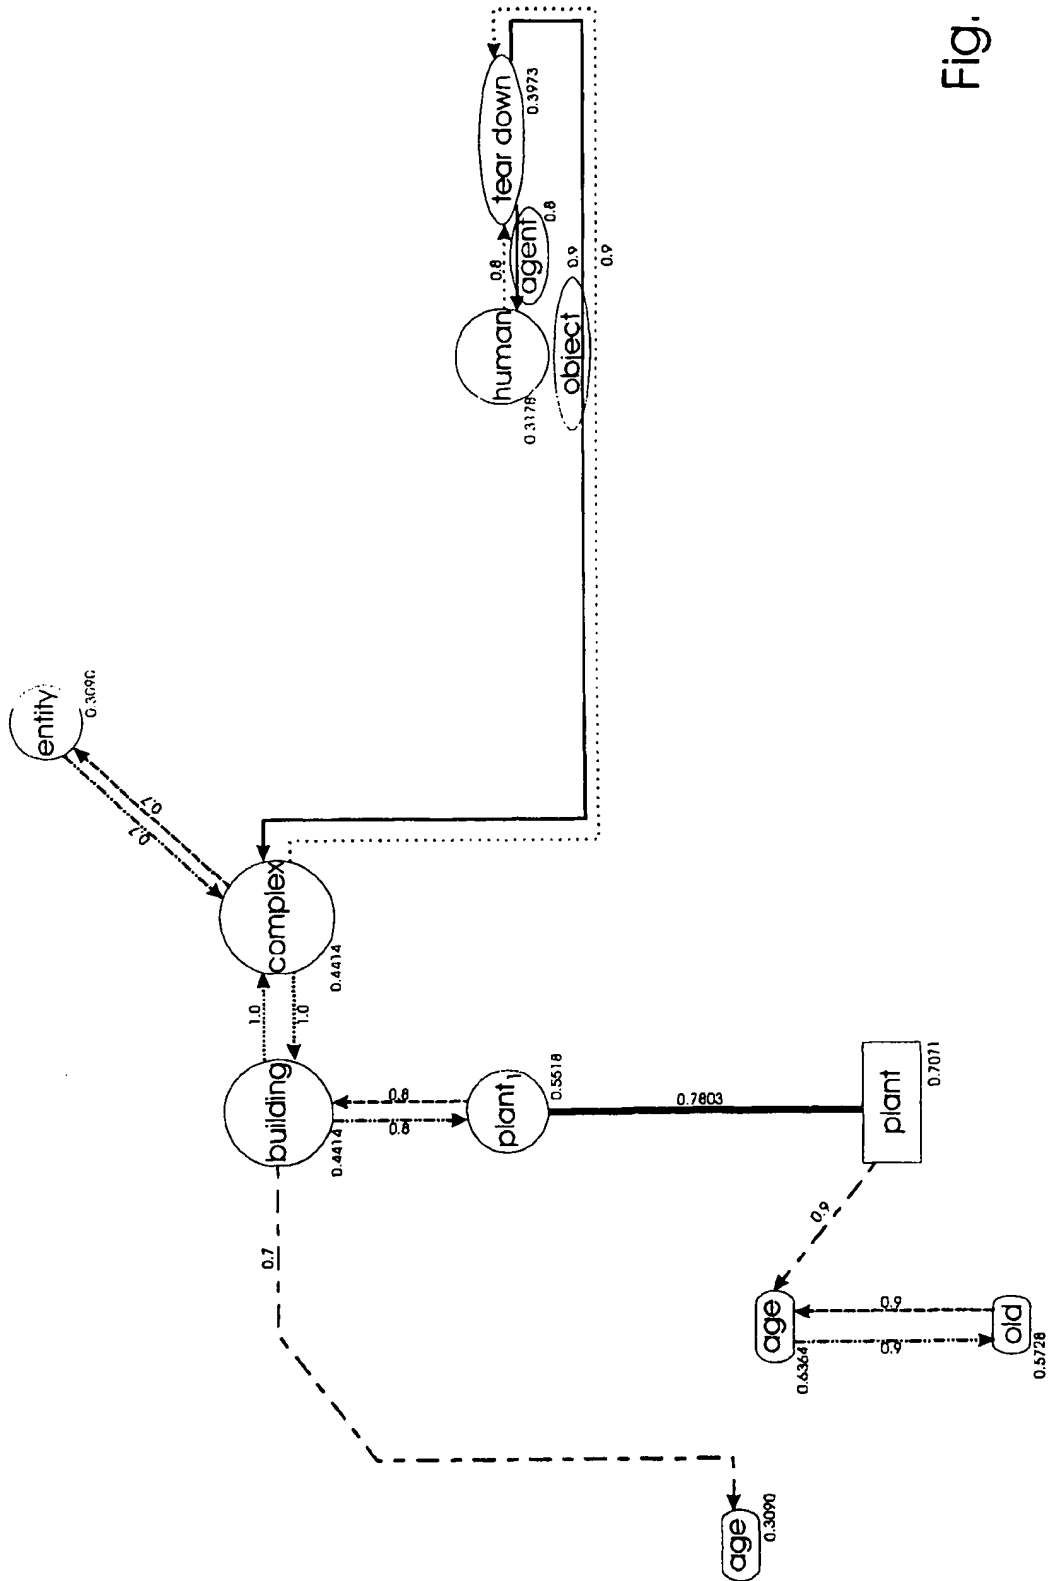 entity
0.3090
0.7
0.7
0.7
1.0
building
complex
1.0
0.4414
0.4414
0.8
0.8
plant₁
0.5518
human
0.8
tear down
0.3178
agent
0.8
0.3973
object
0.9
0.9
0.7803
age
0.3090
age
0.6364
0.9
plant
0.7071
0.9
0.9
old
0.5728
Fig.